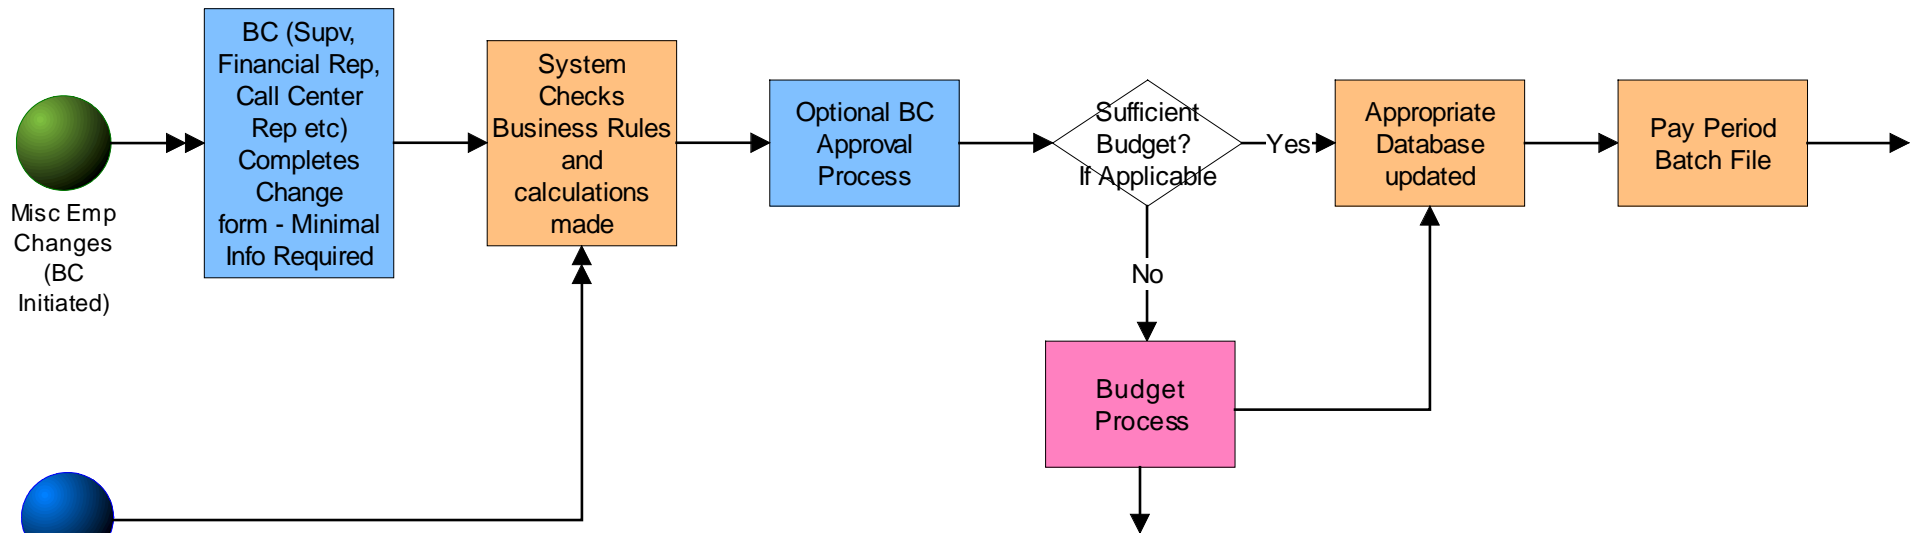 Misc Emp
Changes
(BC
Initiated)
BC (Supv,
Financial Rep,
Call Center
Rep etc)
Completes
Change
form - Minimal
Info Required
System
Checks
Business Rules
and
calculations
made
Optional BC
Approval
Process
Sufficient
Budget?
If Applicable
Yes
No
Budget
Process
Appropriate
Database
updated
Pay Period
Batch File